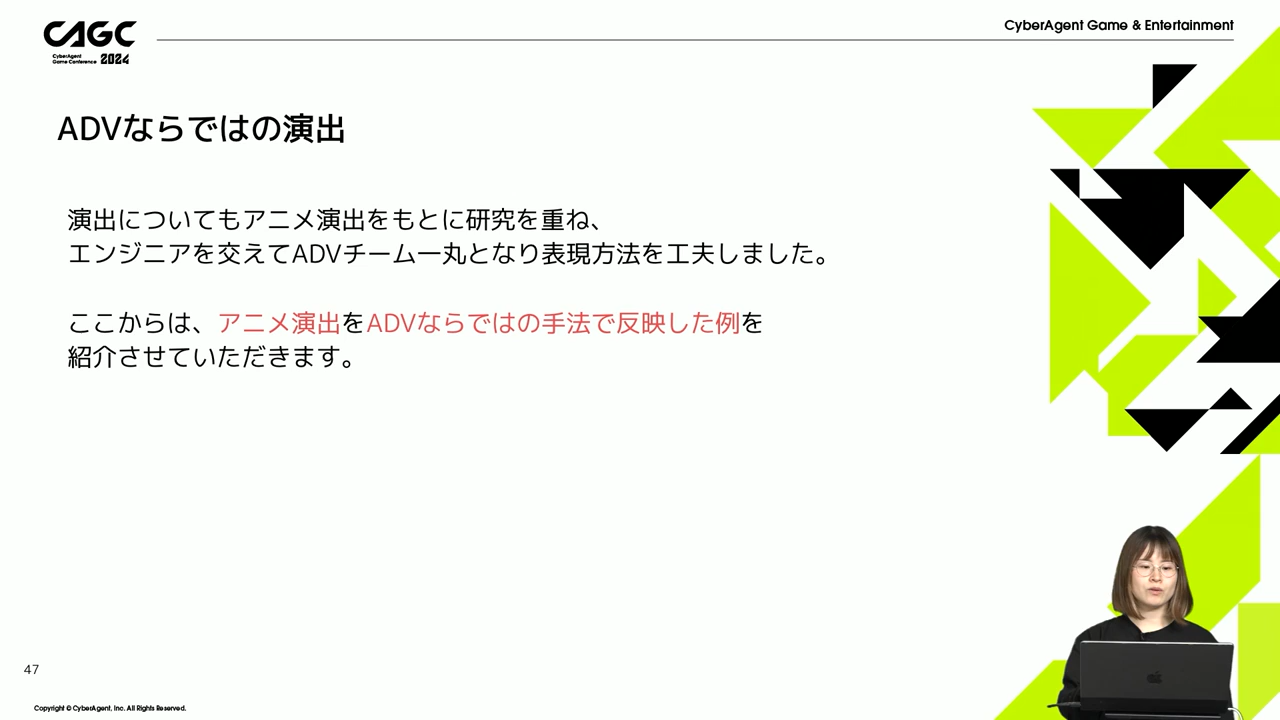 CAGC
CyberAgent
Game Conference 2024
CyberAgent Game & Entertainment
ADVならではの演出
演出についてもアニメ演出をもとに研究を重ね、
エンジニアを交えてADVチーム一丸となり表現方法を工夫しました。
ここからは、アニメ演出をADVならではの手法で反映した例を
紹介させていただきます。
47
Copyright © CyberAgent, Inc. All Rights Reserved.